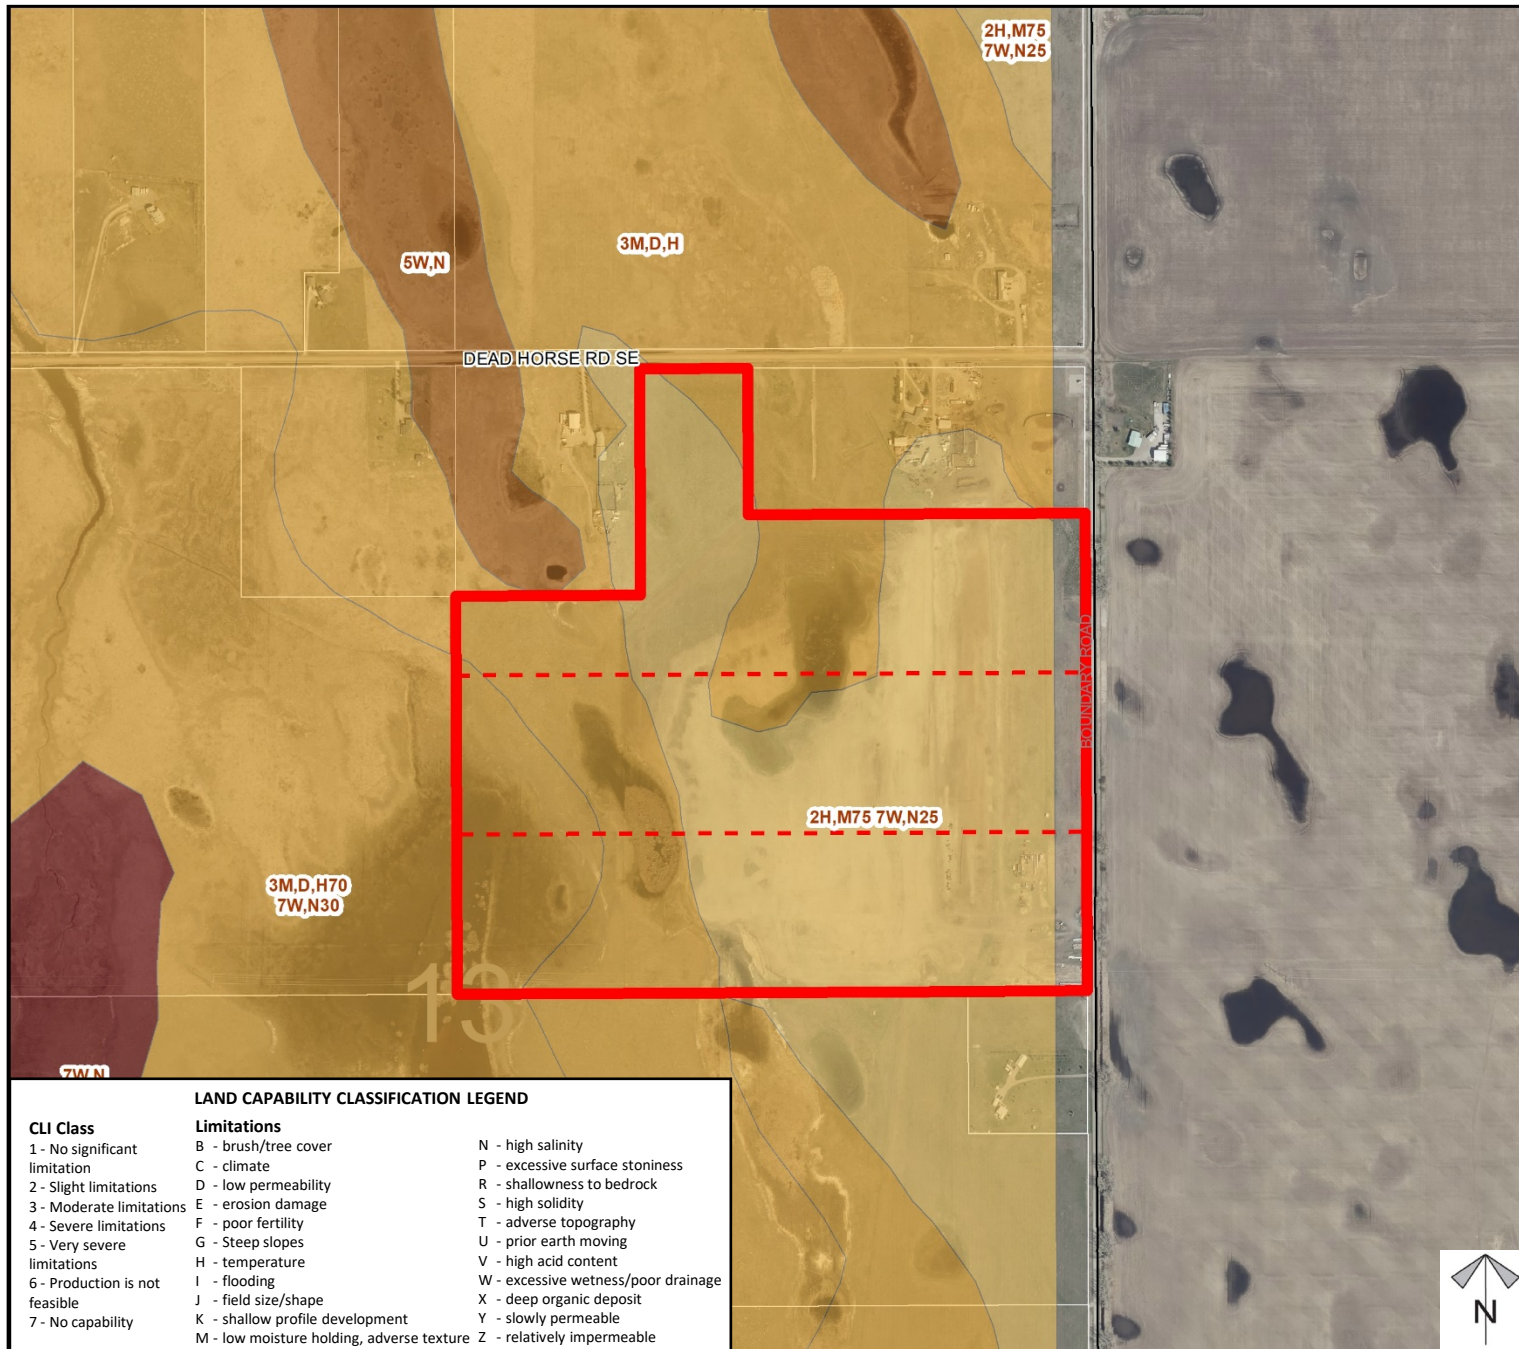 2H,M75
7W,N25
5W,N
3M,D,H
DEAD HORSE RD SE
BOUNDARY ROAD
2H,M75 7W,N25
3M,D,H70
7W,N30
13
7W,N
LAND CAPABILITY CLASSIFICATION LEGEND
CLI Class
1 - No significant
limitation
2 - Slight limitations
3 - Moderate limitations
4 - Severe limitations
5 - Very severe
limitations
6 - Production is not
feasible
7 - No capability
Limitations
B - brush/tree cover
C - climate
D - low permeability
E - erosion damage
F - poor fertility
G - Steep slopes
H - temperature
I - flooding
J - field size/shape
K - shallow profile development
M - low moisture holding, adverse texture
N - high salinity
P - excessive surface stoniness
R - shallowness to bedrock
S - high solidity
T - adverse topography
U - prior earth moving
V - high acid content
W - excessive wetness/poor drainage
X - deep organic deposit
Y - slowly permeable
Z - relatively impermeable
N